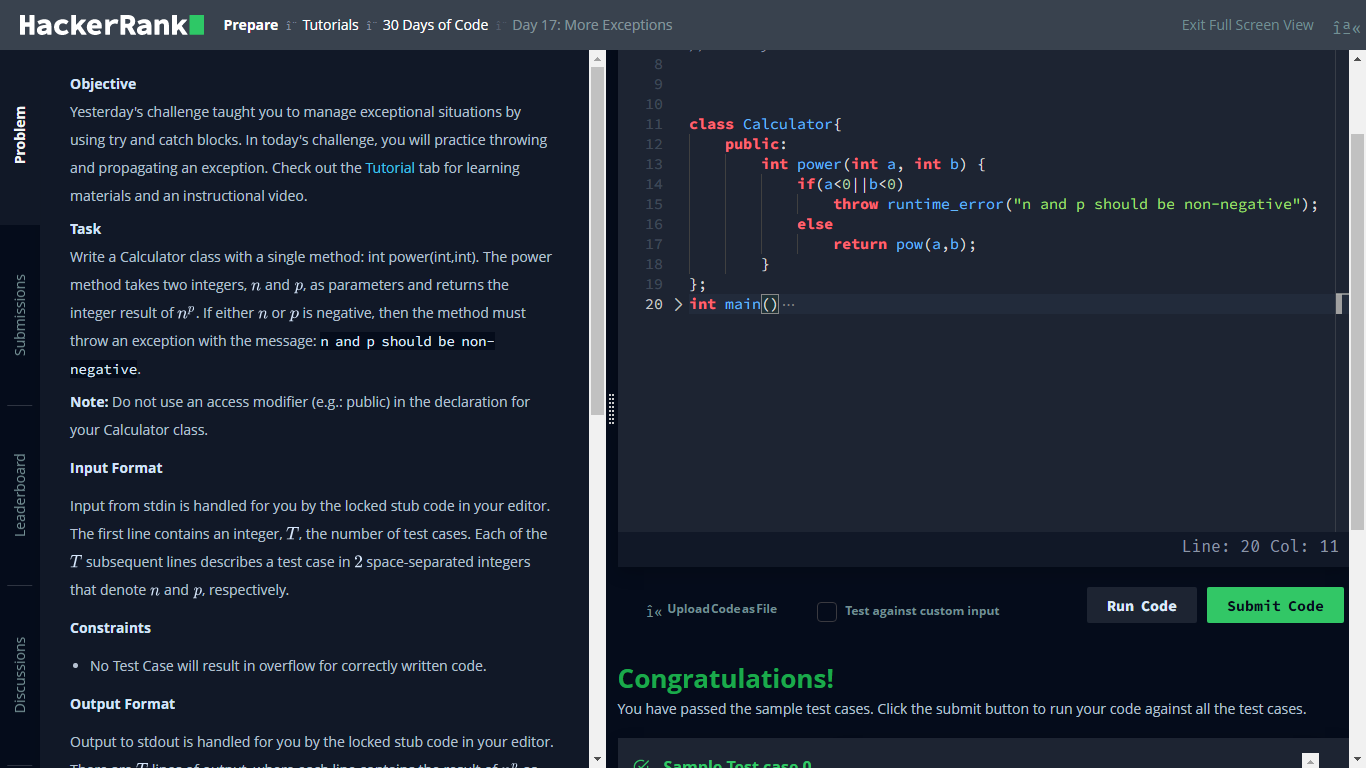 HackerRank Prepare Tutorials 30 Days of Code Day 17: More Exceptions Exit Full Screen View
Problem
Submissions
Leaderboard
Discussions
Objective
Yesterday's challenge taught you to manage exceptional situations by
using try and catch blocks. In today's challenge, you will practice throwing
and propagating an exception. Check out the Tutorial tab for learning
materials and an instructional video.
Task
Write a Calculator class with a single method: int power(int,int). The power
method takes two integers, n and p, as parameters and returns the
integer result of n^p. If either n or p is negative, then the method must
throw an exception with the message: n and p should be non-
negative.
Note: Do not use an access modifier (e.g.: public) in the declaration for
your Calculator class.
Input Format
Input from stdin is handled for you by the locked stub code in your editor.
The first line contains an integer, T, the number of test cases. Each of the
T subsequent lines describes a test case in 2 space-separated integers
that denote n and p, respectively.
Constraints
• No Test Case will result in overflow for correctly written code.
Output Format
Output to stdout is handled for you by the locked stub code in your editor.
8
9
10
11 class Calculator{
12 public:
13 int power(int a, int b) {
14 if(a<0||b<0)
15 throw runtime_error("n and p should be non-negative");
16 else
17 return pow(a,b);
18 }
19 };
20 int main() ···
Line: 20 Col: 11
Upload Code as File Test against custom input Run Code Submit Code
Congratulations!
You have passed the sample test cases. Click the submit button to run your code against all the test cases.
Sample Test case 0